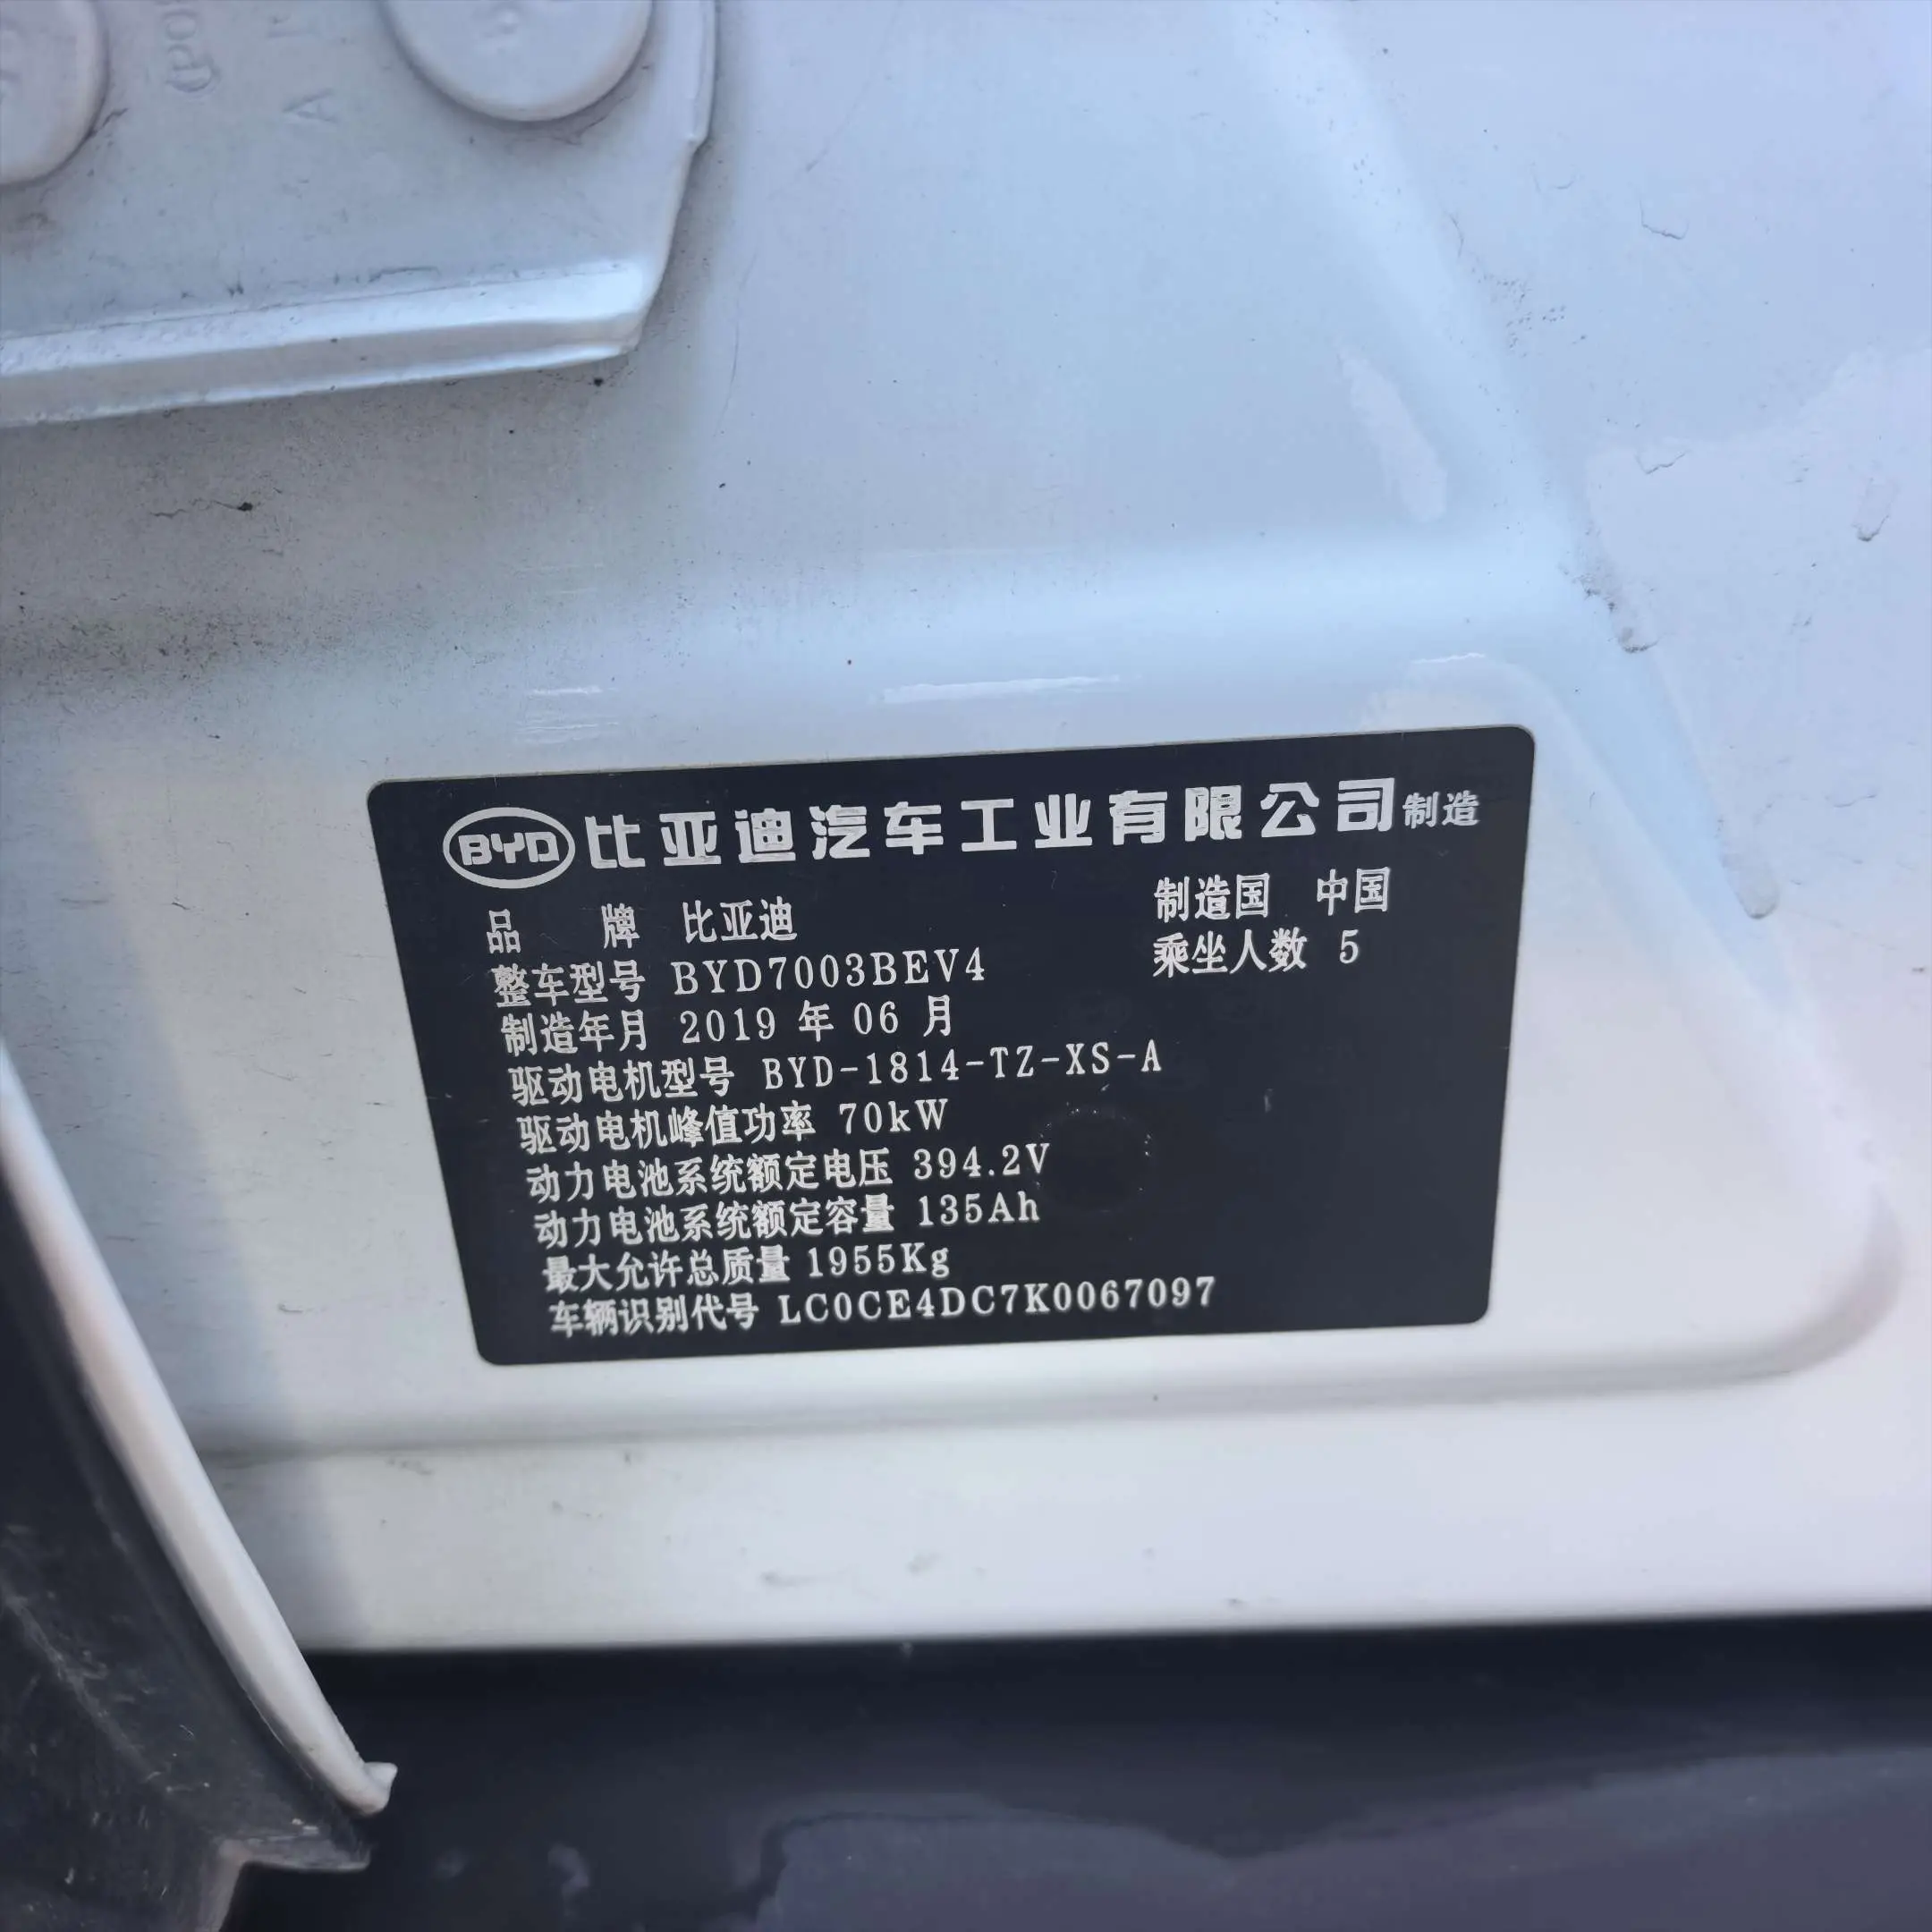 BYD 比亚迪汽车工业有限公司制造
品 牌 比亚迪 制造国 中国
整车型号 BYD7003BEV4 乘坐人数 5
制造年月 2019 年 06 月
驱动电机型号 BYD-1814-TZ-XS-A
驱动电机峰值功率 70kW
动力电池系统额定电压 394.2V
动力电池系统额定容量 135Ah
最大允许总质量 1955Kg
车辆识别代号 LC0CE4DC7K0067097